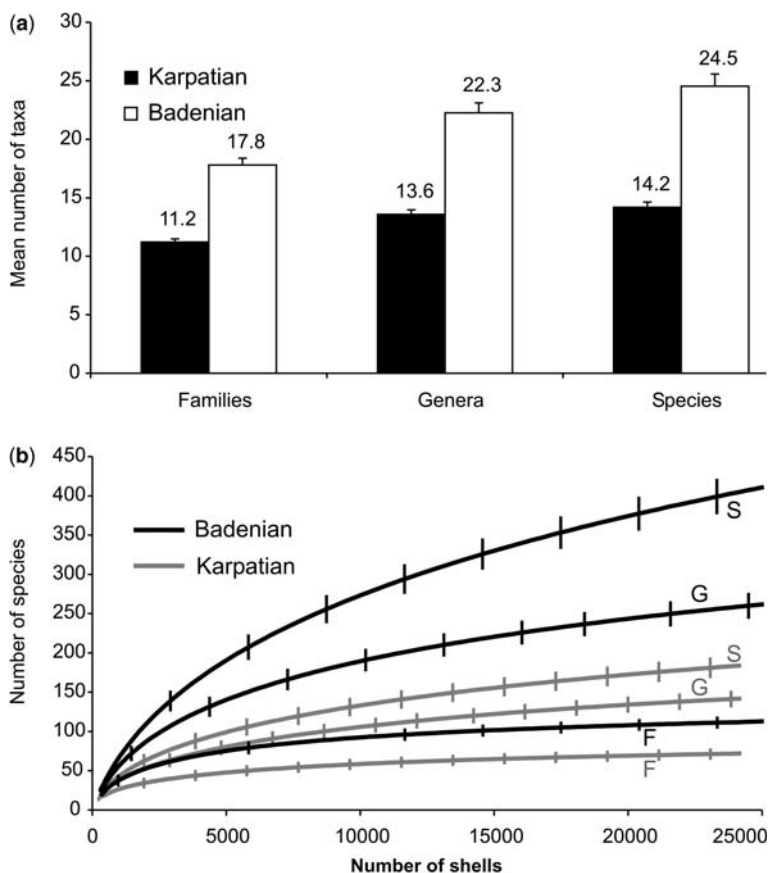 (a)
30
25
20
15
10
5
0
Mean number of taxa
Karpatian
Badenian
11.2
17.8
13.6
22.3
14.2
24.5
Families
Genera
Species
(b)
450
400
350
300
250
200
150
100
50
0
Number of species
Badenian
Karpatian
S
G
S
G
F
F
0
5000
10000
15000
20000
25000
Number of shells